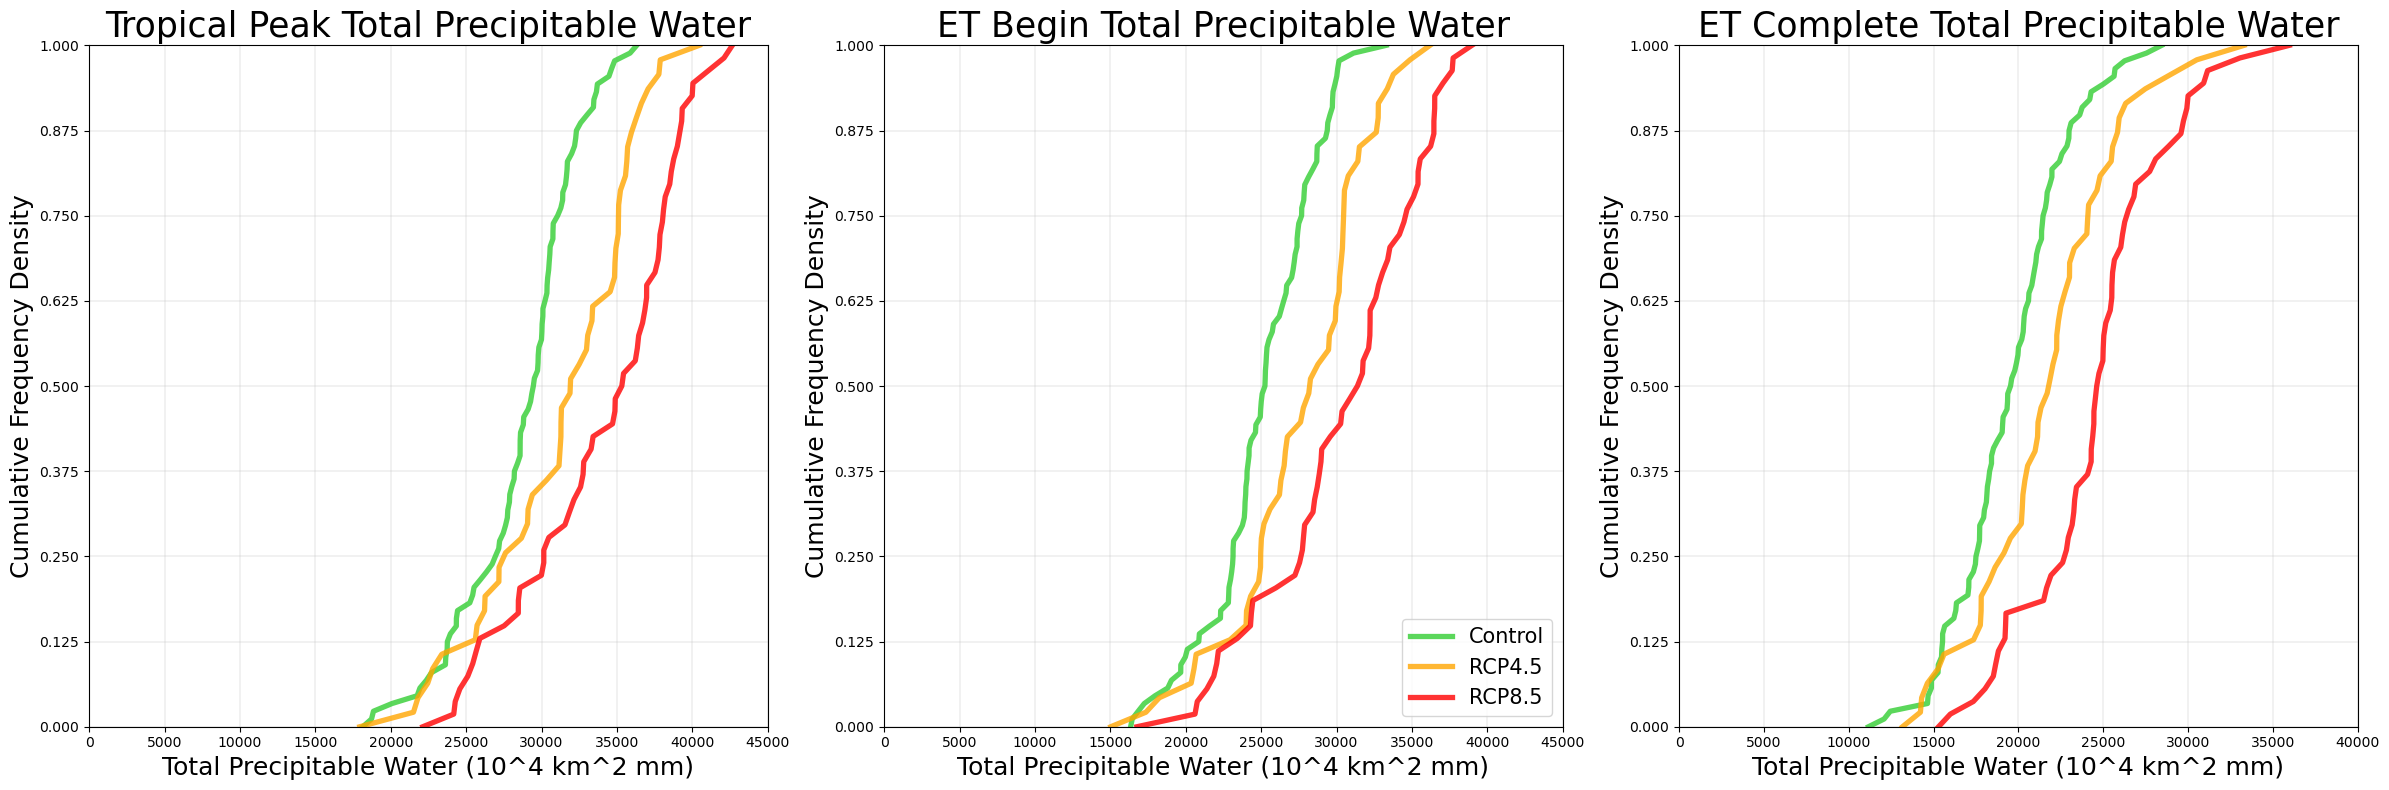 Tropical Peak Total Precipitable Water
Cumulative Frequency Density
1.000
0.875
0.750
0.625
0.500
0.375
0.250
0.125
0.000
0 5000 10000 15000 20000 25000 30000 35000 40000 45000
Total Precipitable Water (10^4 km^2 mm)
ET Begin Total Precipitable Water
Cumulative Frequency Density
1.000
0.875
0.750
0.625
0.500
0.375
0.250
0.125
0.000
Control
RCP4.5
RCP8.5
0 5000 10000 15000 20000 25000 30000 35000 40000 45000
Total Precipitable Water (10^4 km^2 mm)
ET Complete Total Precipitable Water
Cumulative Frequency Density
1.000
0.875
0.750
0.625
0.500
0.375
0.250
0.125
0.000
0 5000 10000 15000 20000 25000 30000 35000 40000
Total Precipitable Water (10^4 km^2 mm)